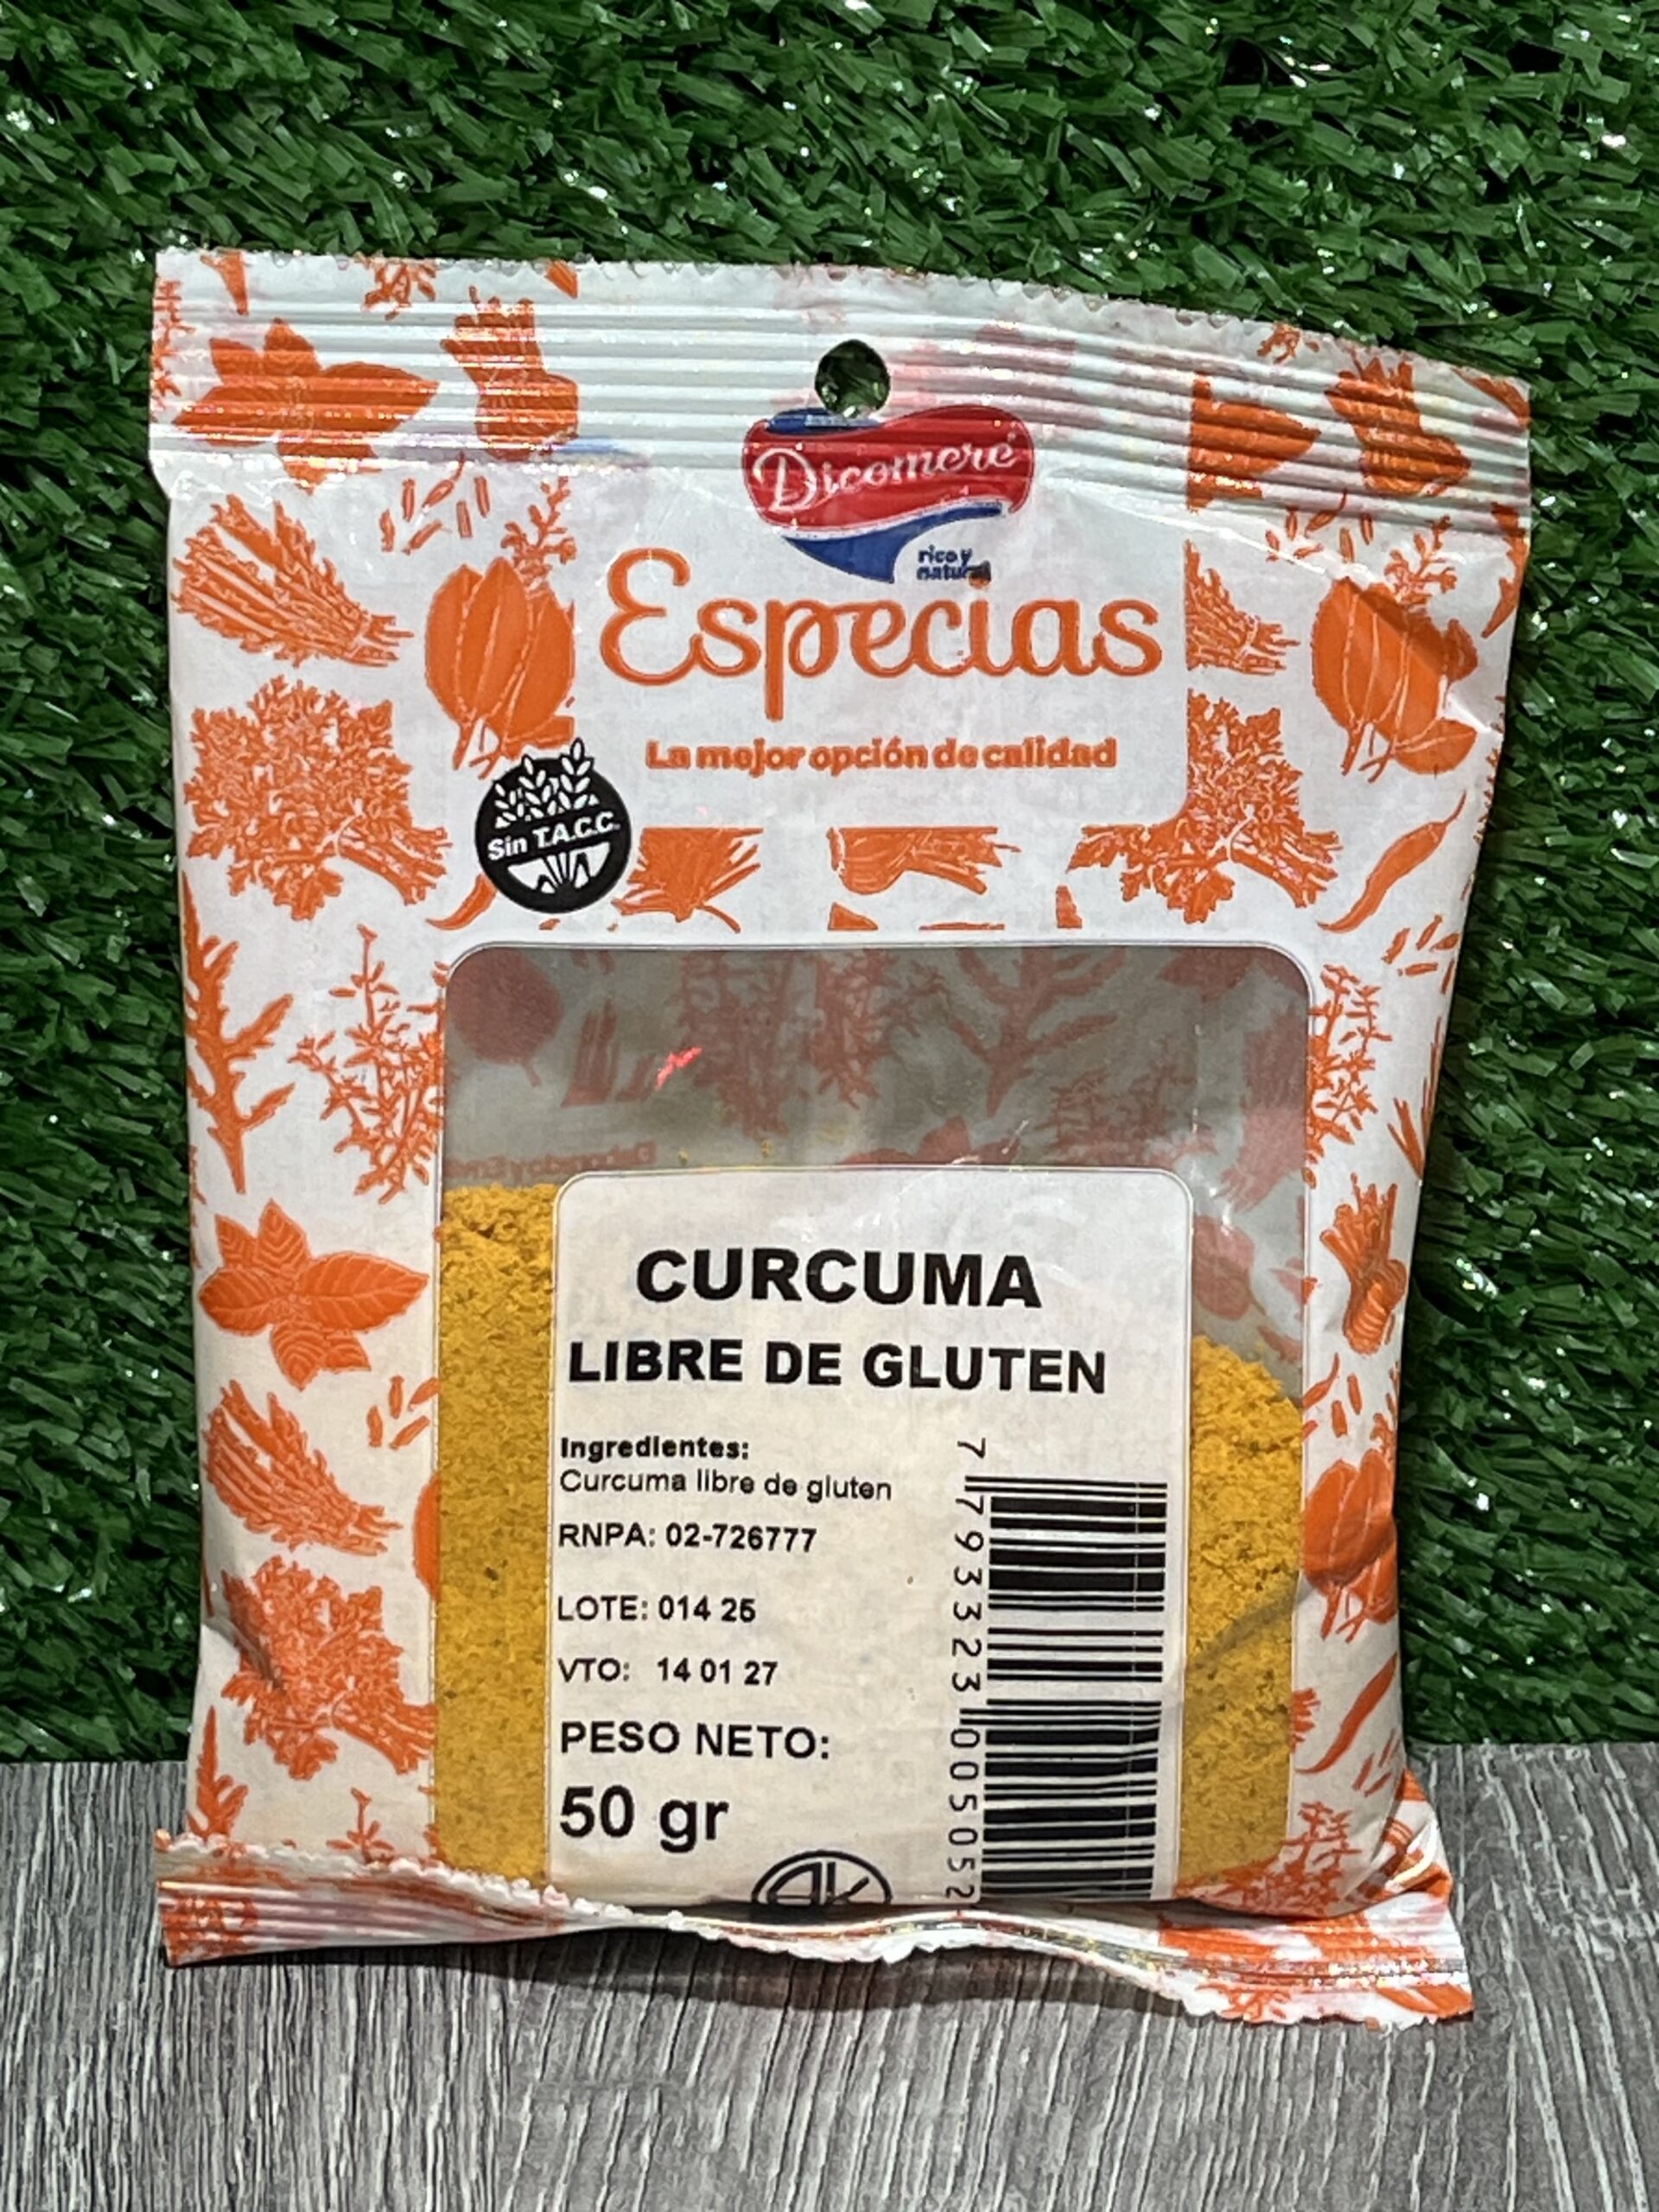 Dicomere
rico y
natural
Especias
La mejor opción de calidad
Sin T.A.C.C.
CURCUMA
LIBRE DE GLUTEN
Ingredientes:
Curcuma libre de gluten
RNPA: 02-726777
LOTE: 014 25
VTO: 14 01 27
PESO NETO:
50 gr
7 793323 005052